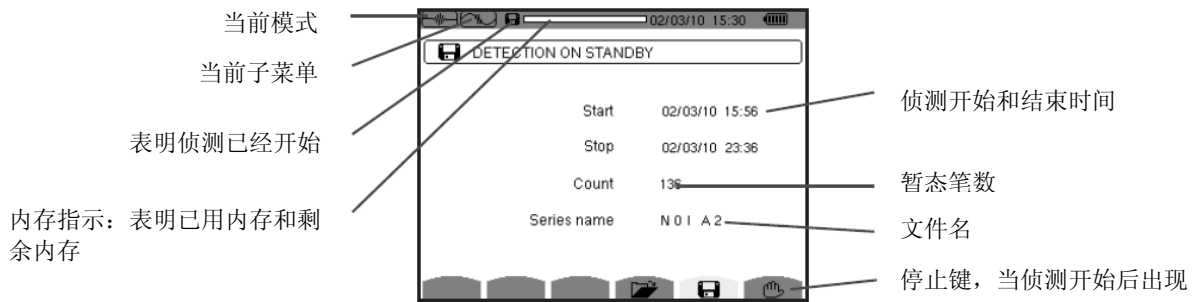 当前模式
当前子菜单
表明侦测已经开始
内存指示：表明已用内存和剩
余内存
02/03/10 15:30
DETECTION ON STANDBY
Start 02/03/10 15:56
Stop 02/03/10 23:36
Count 136
Series name N 0 I A 2
侦测开始和结束时间
暂态笔数
文件名
停止键，当侦测开始后出现